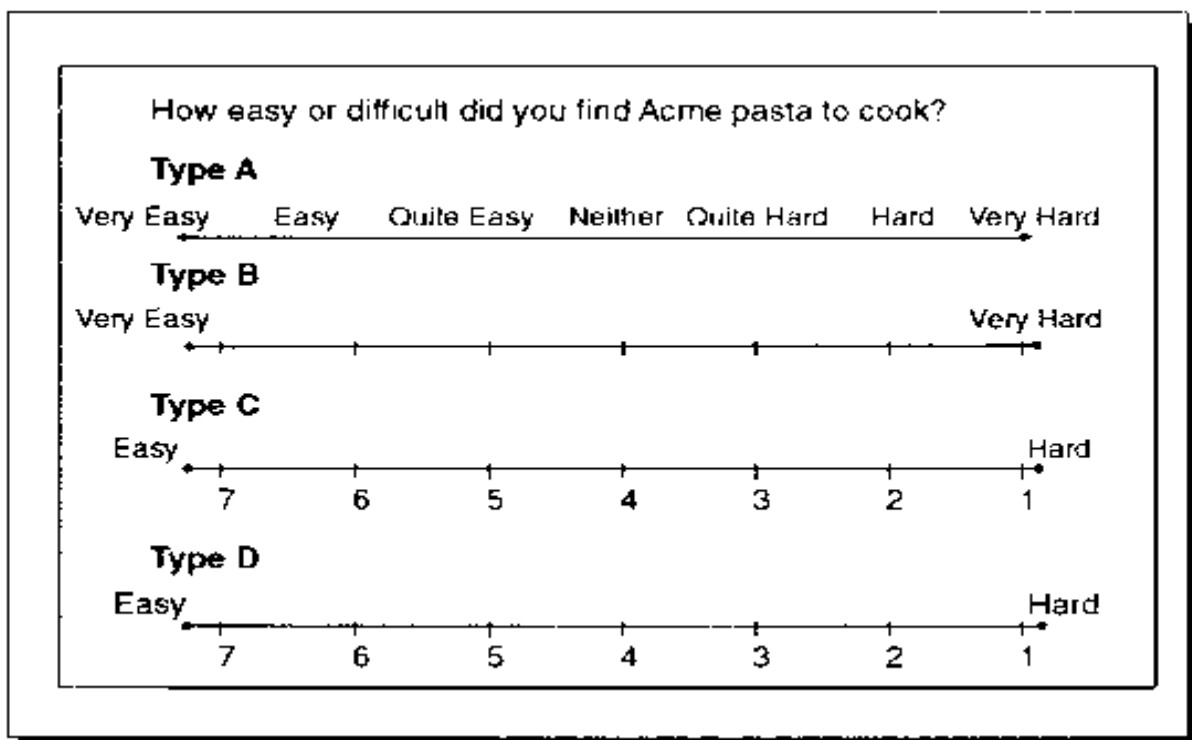 How easy or difficult did you find Acme pasta to cook?
Type A
Very Easy Easy Quite Easy Neither Quite Hard Hard Very Hard
Type B
Very Easy Very Hard
Type C
Easy Hard
7 6 5 4 3 2 1
Type D
Easy Hard
7 6 5 4 3 2 1